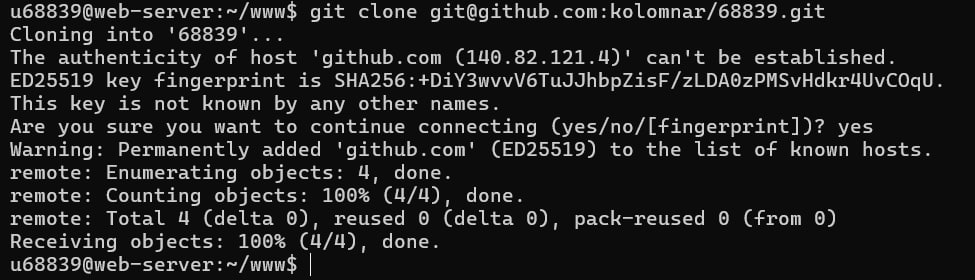 u68839@web-server:~/www$ git clone git@github.com:kolomnar/68839.git
Cloning into '68839'...
The authenticity of host 'github.com (140.82.121.4)' can't be established.
ED25519 key fingerprint is SHA256:+DiY3wvvV6TuJJhbpZisF/zLDA0zPMSvHdkr4UvCOqU.
This key is not known by any other names.
Are you sure you want to continue connecting (yes/no/[fingerprint])? yes
Warning: Permanently added 'github.com' (ED25519) to the list of known hosts.
remote: Enumerating objects: 4, done.
remote: Counting objects: 100% (4/4), done.
remote: Total 4 (delta 0), reused 0 (delta 0), pack-reused 0 (from 0)
Receiving objects: 100% (4/4), done.
u68839@web-server:~/www$